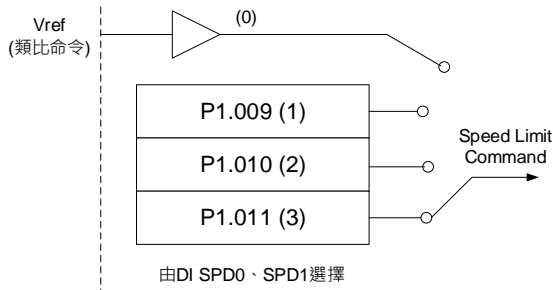 Vref
(類比命令)
(0)
P1.009 (1)
P1.010 (2)
P1.011 (3)
Speed Limit
Command
由DI SPD0、SPD1選擇